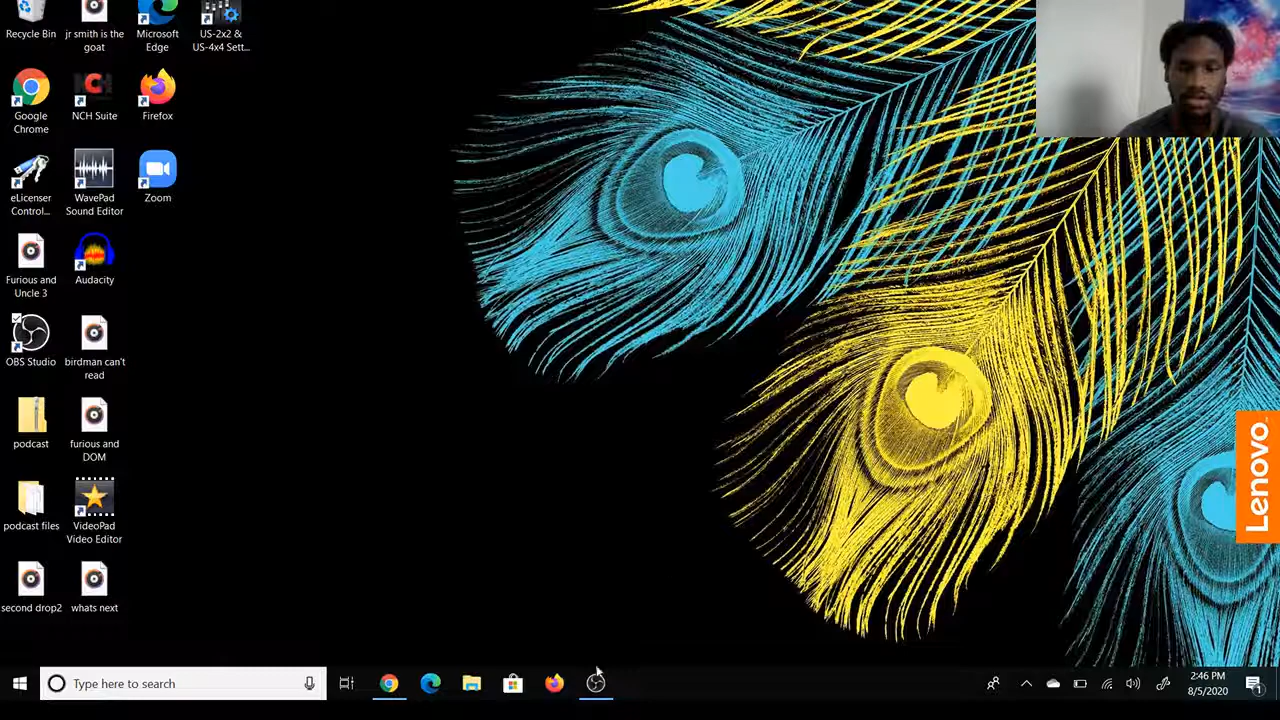 Recycle Bin
jr smith is the
goat
Microsoft
Edge
US-2x2 &
US-4x4 Sett...
Google
Chrome
NCH Suite
Firefox
eLicenser
Control...
WavePad
Sound Editor
Zoom
Furious and
Uncle 3
Audacity
OBS Studio
birdman can't
read
podcast
furious and
DOM
podcast files
VideoPad
Video Editor
second drop2
whats next
Lenovo
Type here to search
2:46 PM
8/5/2020
1